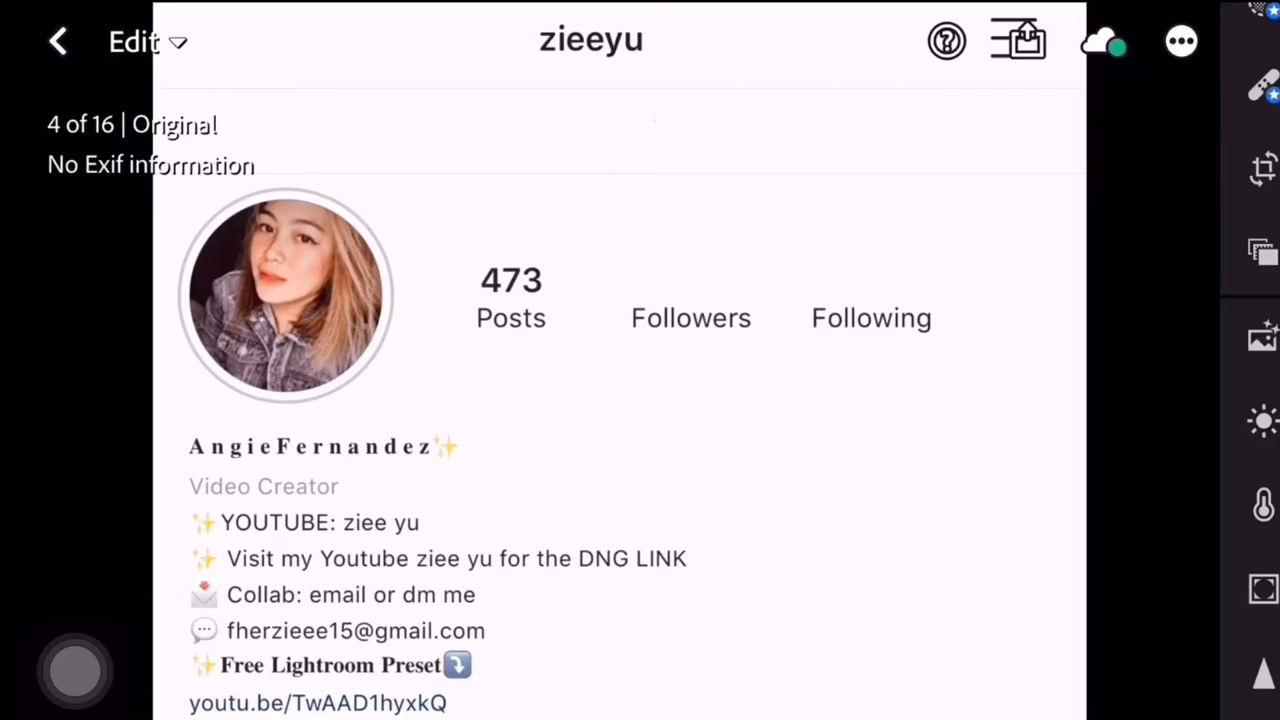 Edit
zieeyu
4 of 16 | Original
No Exif information
473
Posts
Followers
Following
AngieFernandez✨
Video Creator
✨YOUTUBE: ziee yu
✨ Visit my Youtube ziee yu for the DNG LINK
📩 Collab: email or dm me
💬 fherzieee15@gmail.com
✨Free Lightroom Preset⤵️
youtu.be/TwAAD1hyxkQ